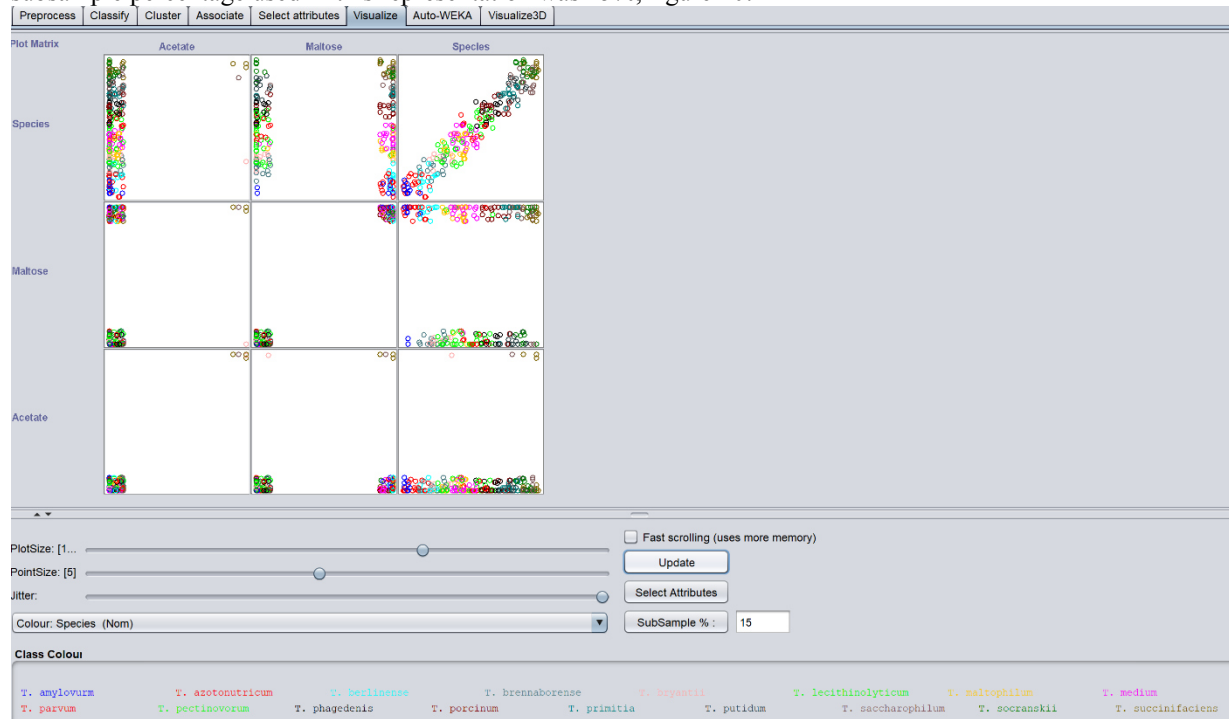 Preprocess Classify Cluster Associate Select attributes Visualize Auto-WEKA Visualize3D
Plot Matrix Acetate Maltose Species
Species
Maltose
Acetate
PlotSize: [1...
PointSize: [5]
Jitter:
Fast scrolling (uses more memory)
Update
Select Attributes
Colour: Species (Nom)
SubSample % : 15
Class Colour
T. amylovurm T. azotonutricum T. berlinense T. brennaborense T. bryantii T. lecithinolyticum T. maltophilum T. medium
T. parvum T. pectinovorum T. phagedenis T. porcinum T. primitia T. putidum T. saccharophilum T. socranskii T. succinifaciens